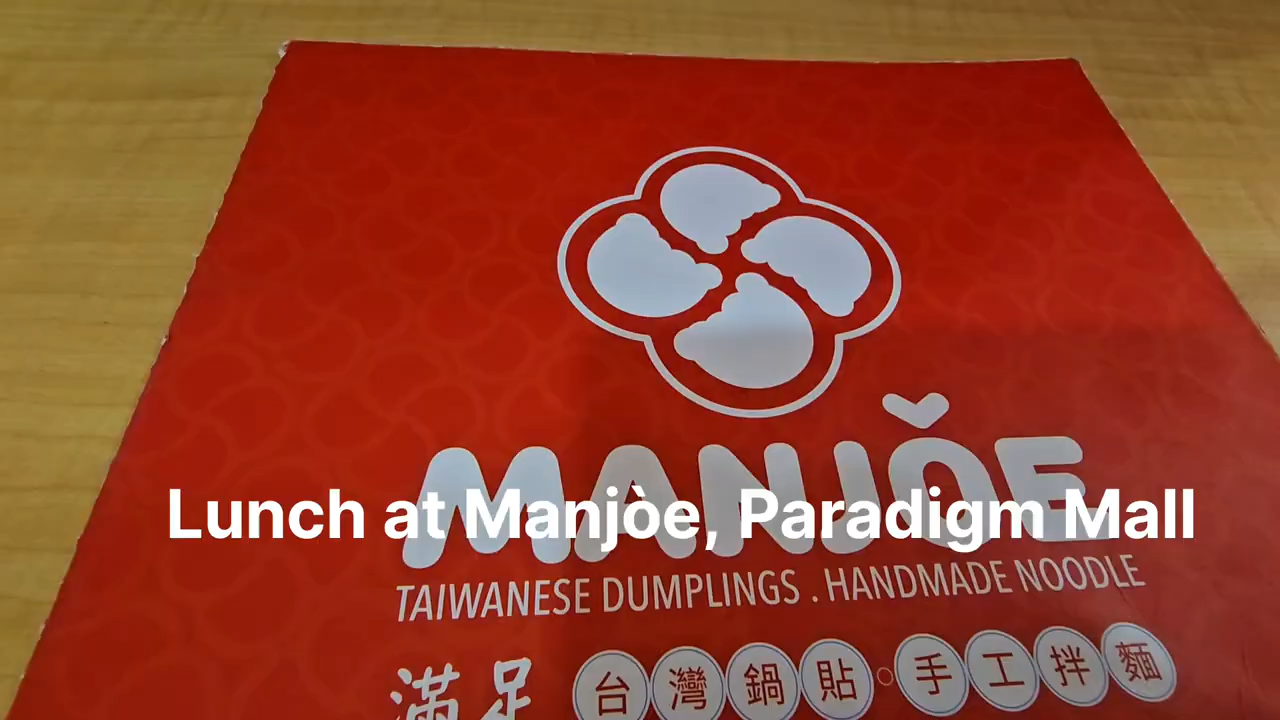 MANJǑE
Lunch at Manjòe, Paradigm Mall
TAIWANESE DUMPLINGS . HANDMADE NOODLE
滿足 台灣鍋貼○手工拌麵